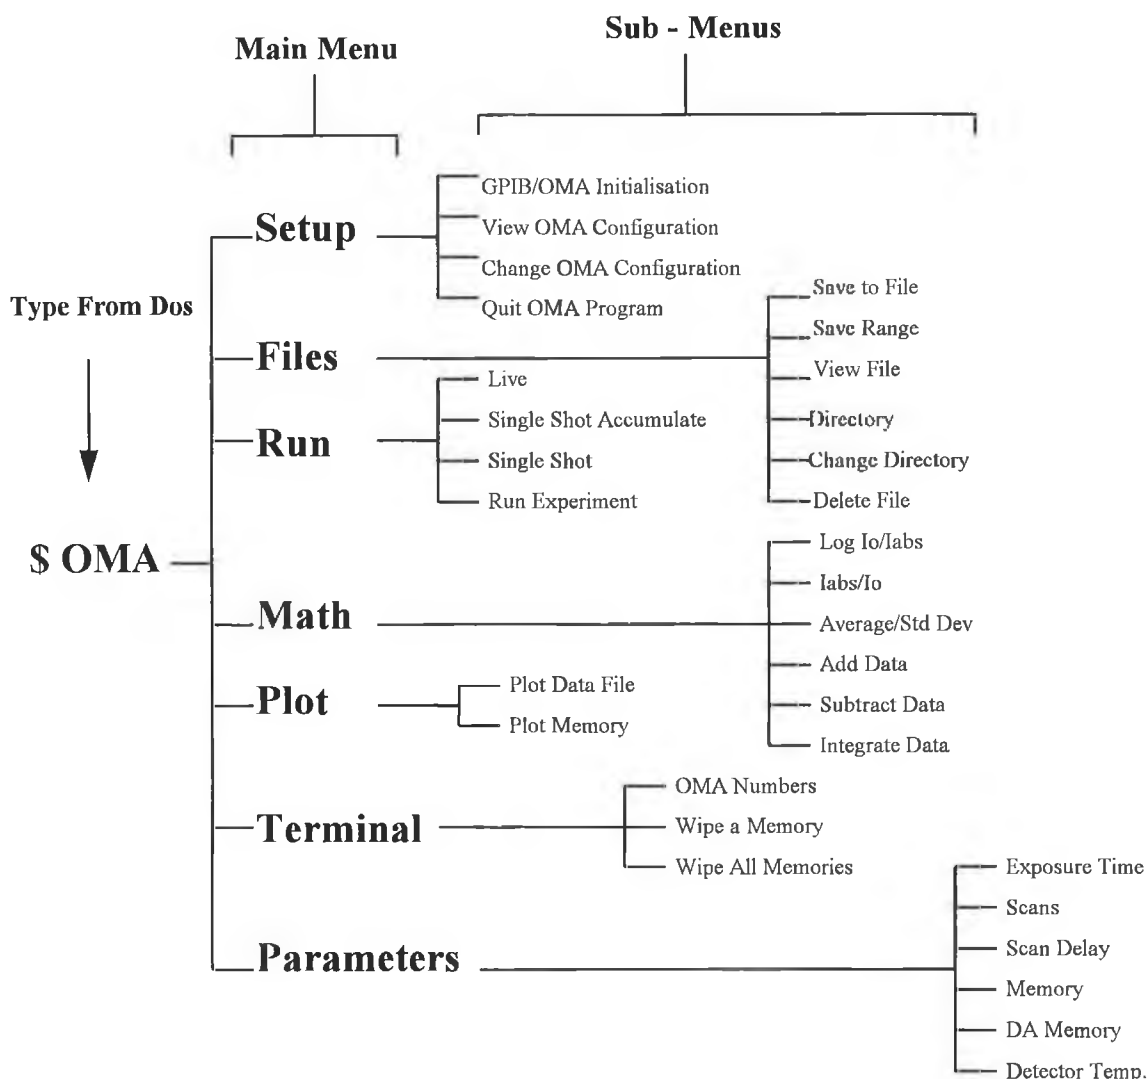 Main Menu
Sub - Menus
Type From Dos
$ OMA
Setup
GPIB/OMA Initialisation
View OMA Configuration
Change OMA Configuration
Quit OMA Program
Files
Save to File
Save Range
View File
Directory
Change Directory
Delete File
Run
Live
Single Shot Accumulate
Single Shot
Run Experiment
Math
Log Io/Iabs
Iabs/Io
Average/Std Dev
Add Data
Subtract Data
Integrate Data
Plot
Plot Data File
Plot Memory
Terminal
OMA Numbers
Wipe a Memory
Wipe All Memories
Parameters
Exposure Time
Scans
Scan Delay
Memory
DA Memory
Detector Temp.